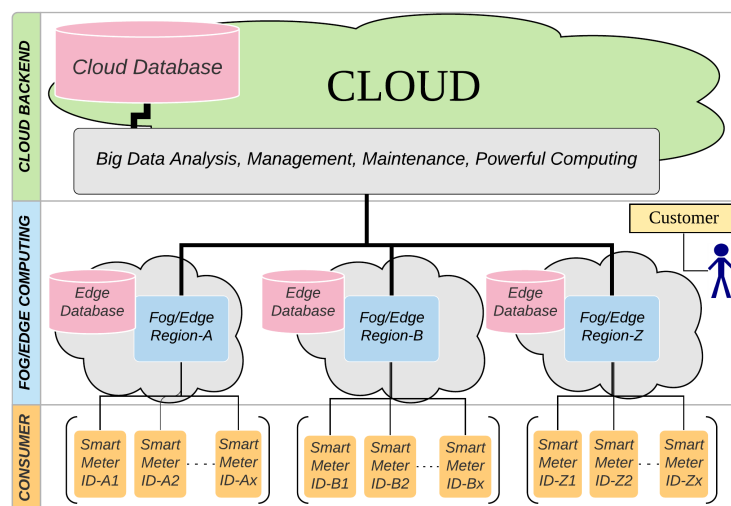 CLOUD BACKEND
Cloud Database
CLOUD
Big Data Analysis, Management, Maintenance, Powerful Computing
FOG/EDGE COMPUTING
Customer
Edge
Database
Fog/Edge
Region-A
Edge
Database
Fog/Edge
Region-B
Edge
Database
Fog/Edge
Region-Z
CONSUMER
Smart
Meter
ID-A1
Smart
Meter
ID-A2
Smart
Meter
ID-Ax
Smart
Meter
ID-B1
Smart
Meter
ID-B2
Smart
Meter
ID-Bx
Smart
Meter
ID-Z1
Smart
Meter
ID-Z2
Smart
Meter
ID-Zx